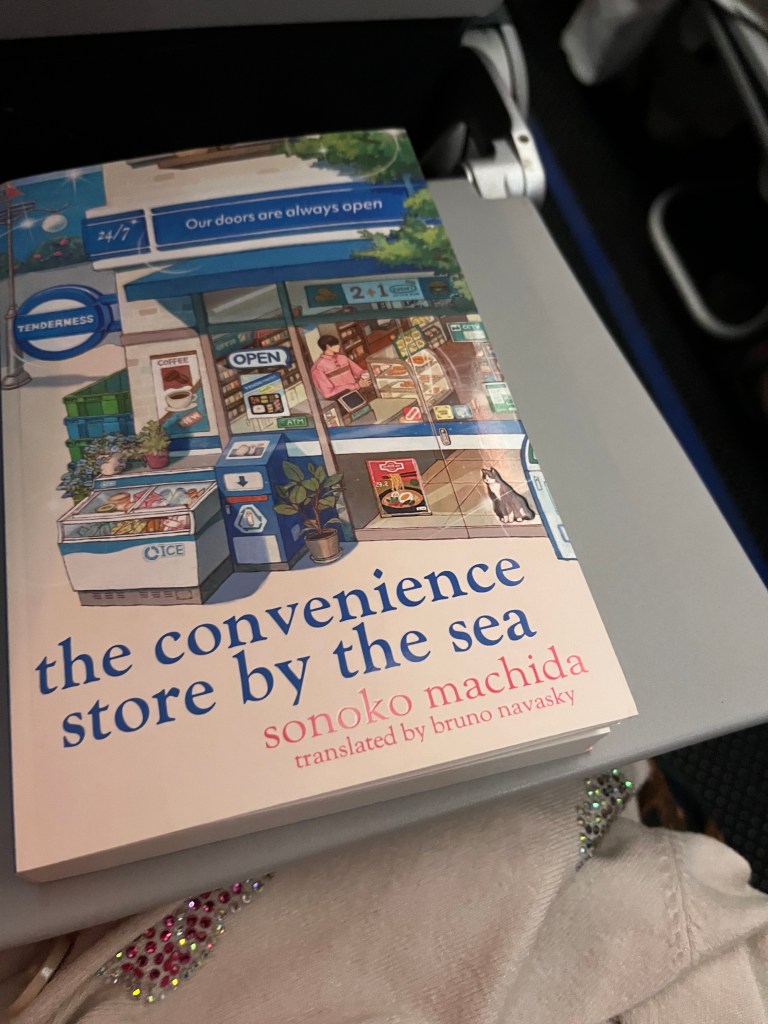 24/7
Our doors are always open
TENDERNESS
2+1
COFFEE
NEW
OPEN
ATM
ICE
the convenience
store by the sea
sonoko machida
translated by bruno navasky